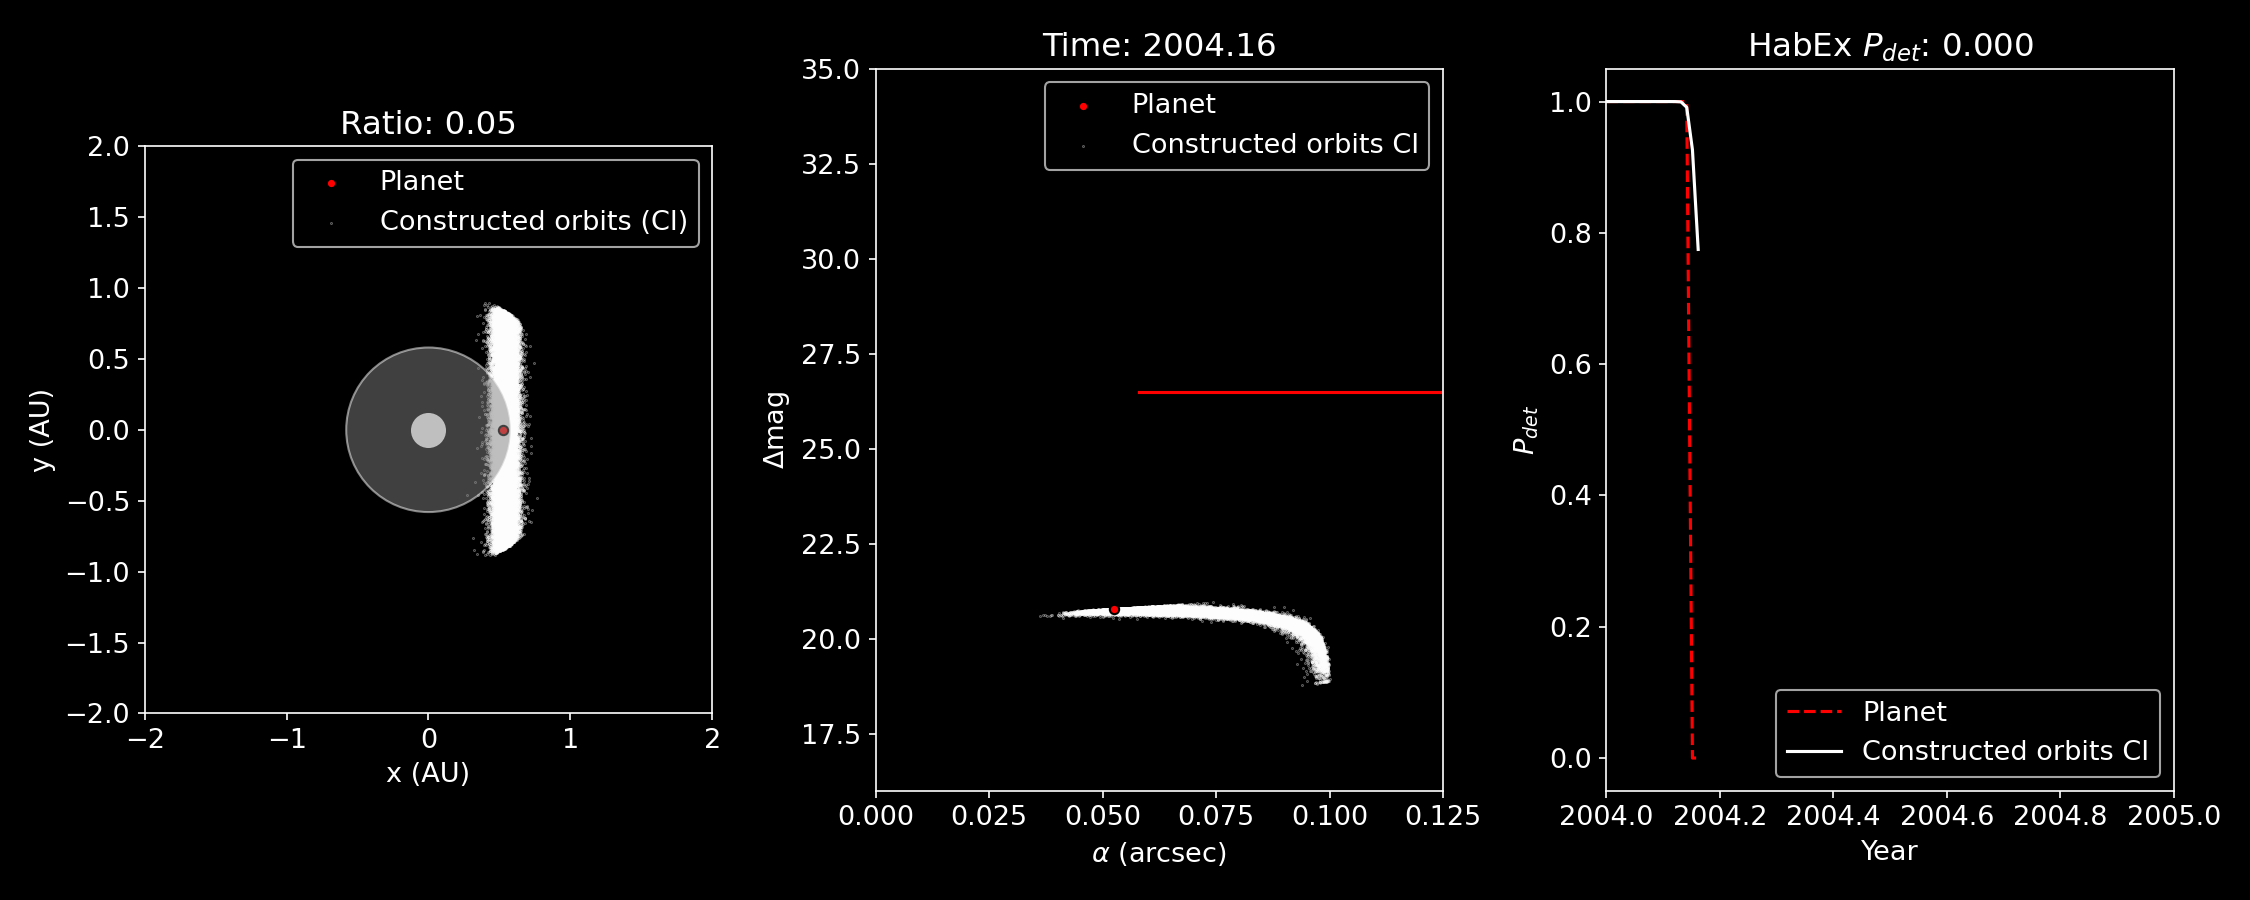 Ratio: 0.05
2.0
1.5
1.0
0.5
0.0
−0.5
−1.0
−1.5
−2.0
y (AU)
Planet
Constructed orbits (CI)
−2
−1
0
1
2
x (AU)
Time: 2004.16
35.0
32.5
30.0
27.5
25.0
22.5
20.0
17.5
Δmag
Planet
Constructed orbits CI
0.000
0.025
0.050
0.075
0.100
0.125
α (arcsec)
HabEx P_det: 0.000
1.0
0.8
0.6
0.4
0.2
0.0
P_det
Planet
Constructed orbits CI
2004.0
2004.2
2004.4
2004.6
2004.8
2005.0
Year